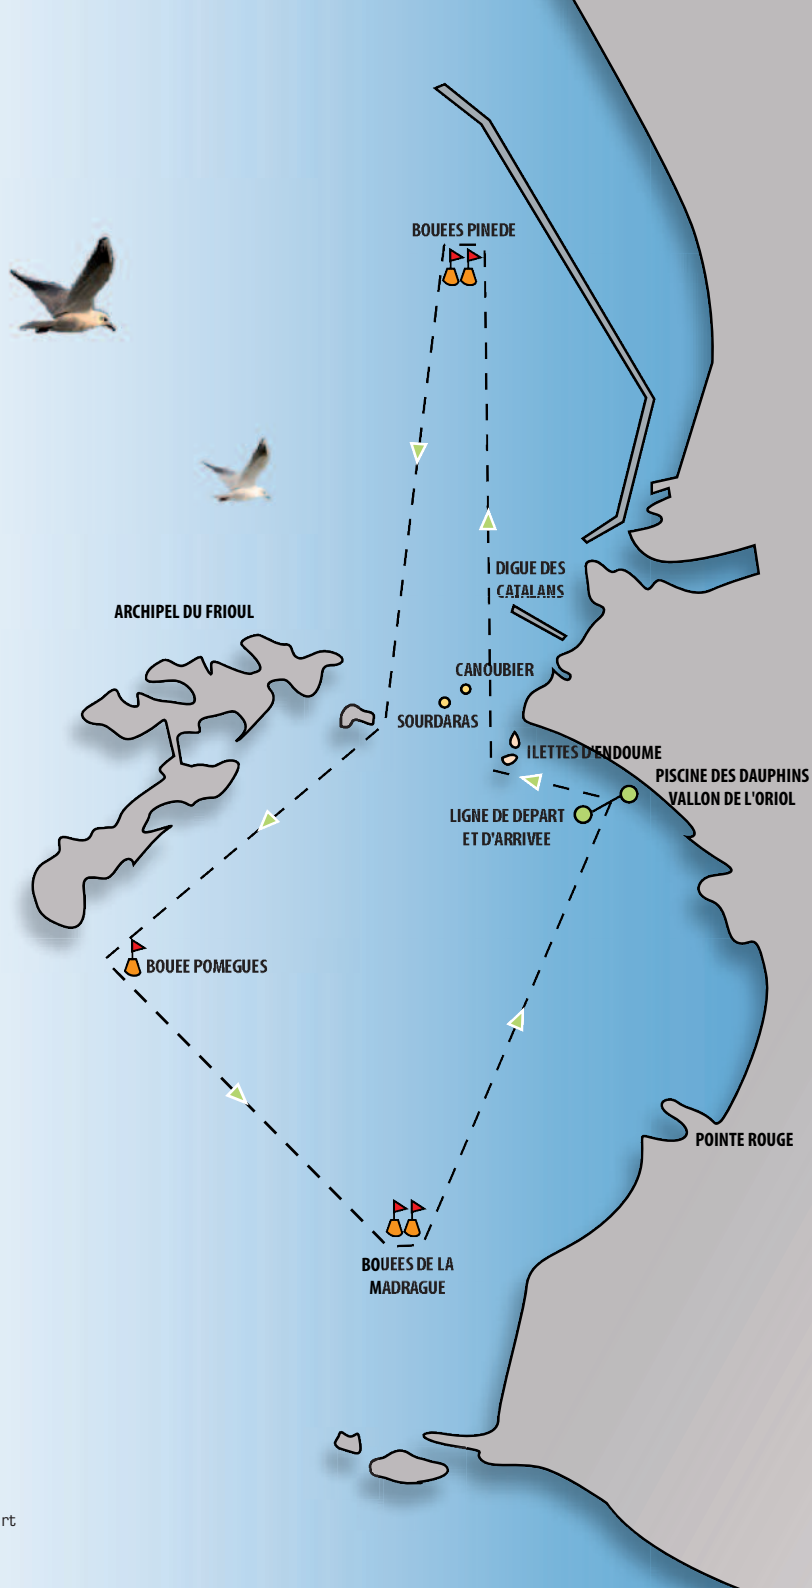 BOUEES PINEDE
DIGUE DES
CATALANS
ARCHIPEL DU FRIOUL
CANOUBIER
SOURDARAS
ILETTES D'ENDOUME
PISCINE DES DAUPHINS
VALLON DE L'ORIOL
LIGNE DE DEPART
ET D'ARRIVEE
BOUEE POMEGUES
POINTE ROUGE
BOUEES DE LA
MADRAGUE
rt